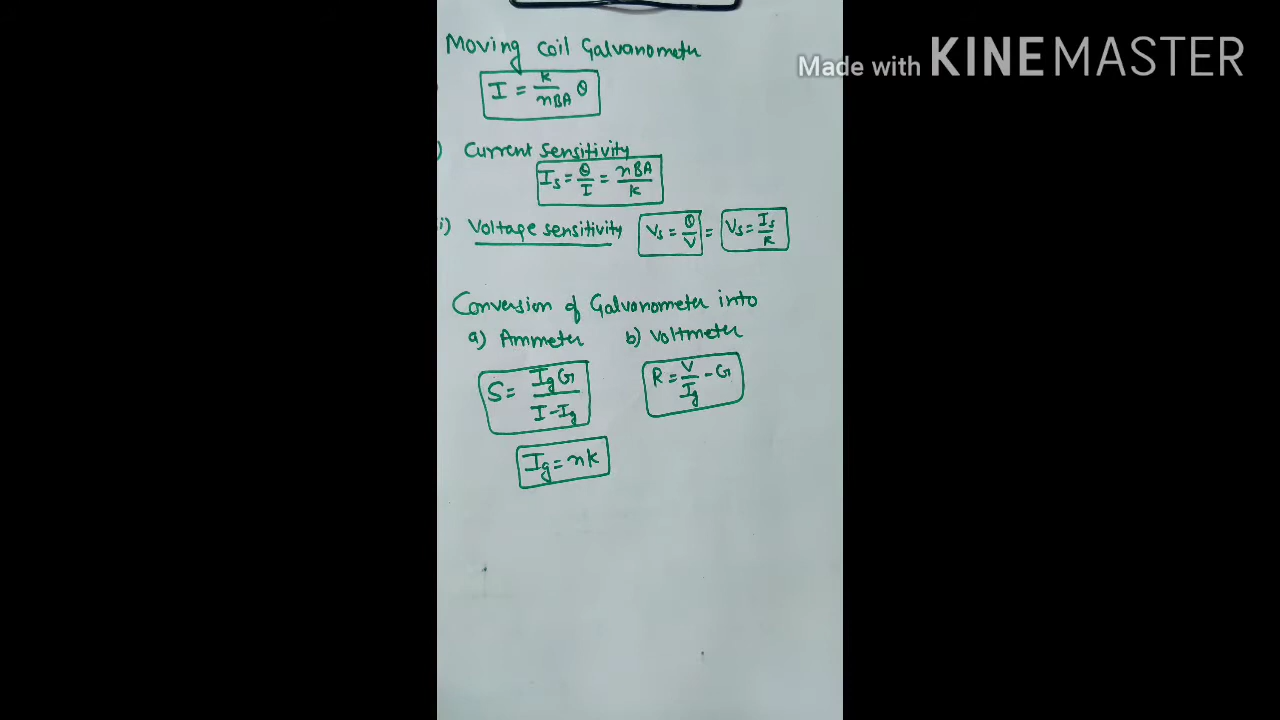 Moving Coil Galvanometer
I = k/nBA θ
) Current Sensitivity
Is = θ/I = nBA/k
i) Voltage sensitivity Vs = θ/V = Vs = Is/R
Conversion of Galvanometer into
a) Ammeter b) Voltmeter
S = IgG/I-Ig R = V/Ig - G
Ig = nk
Made with KINEMASTER